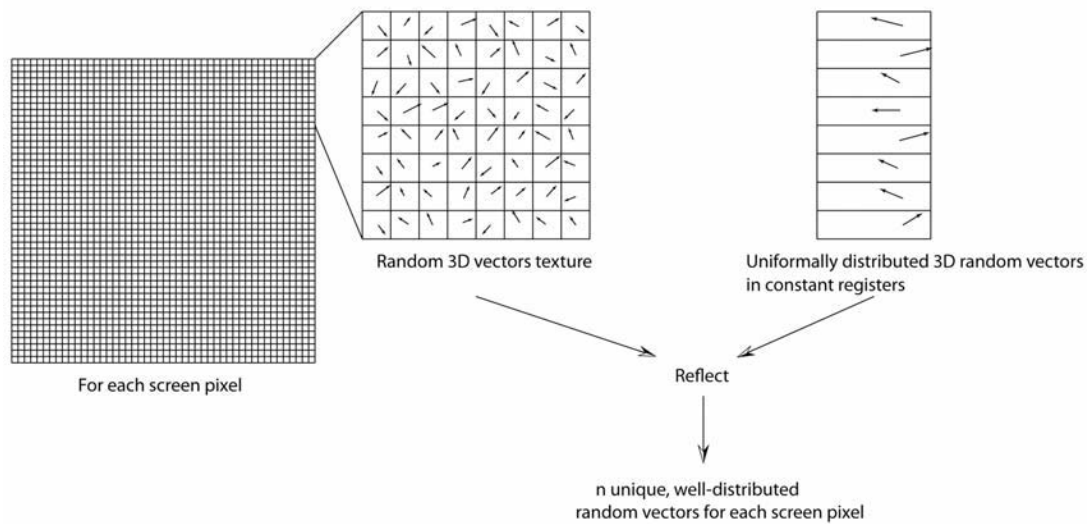 Random 3D vectors texture
Uniformally distributed 3D random vectors
in constant registers
For each screen pixel
Reflect
n unique, well-distributed
random vectors for each screen pixel